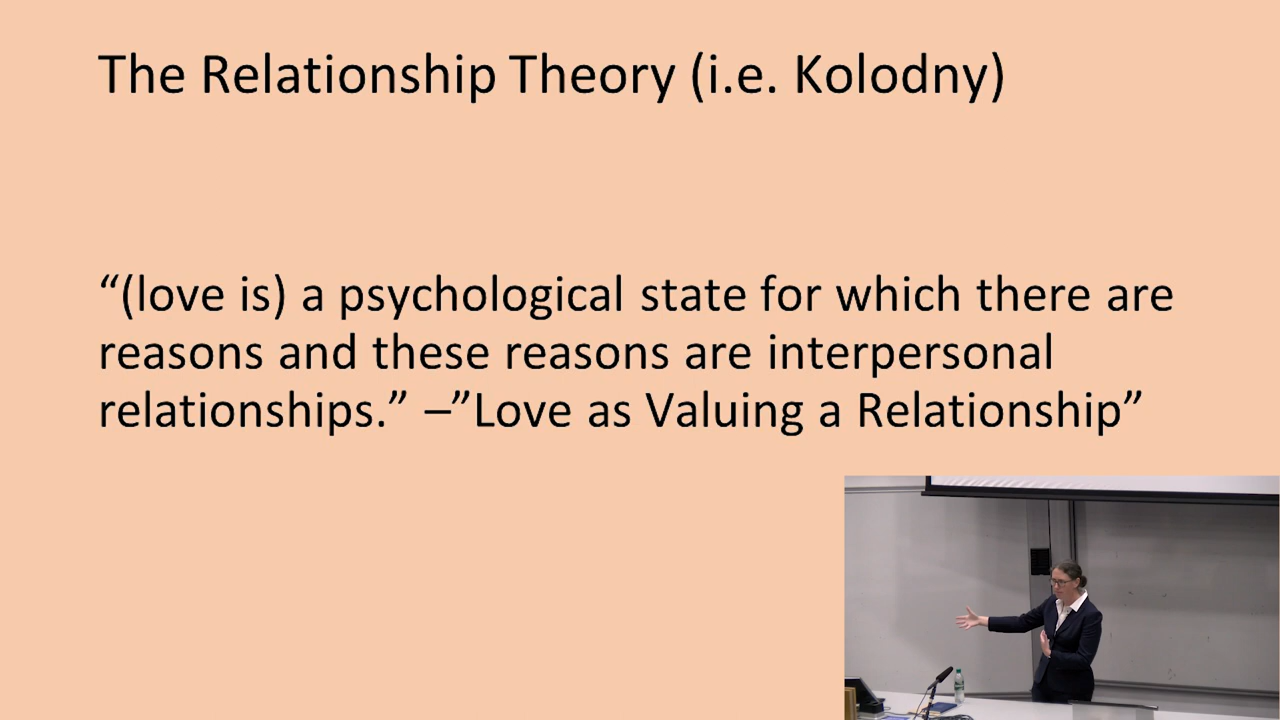 The Relationship Theory (i.e. Kolodny)
“(love is) a psychological state for which there are
reasons and these reasons are interpersonal
relationships.” –”Love as Valuing a Relationship”